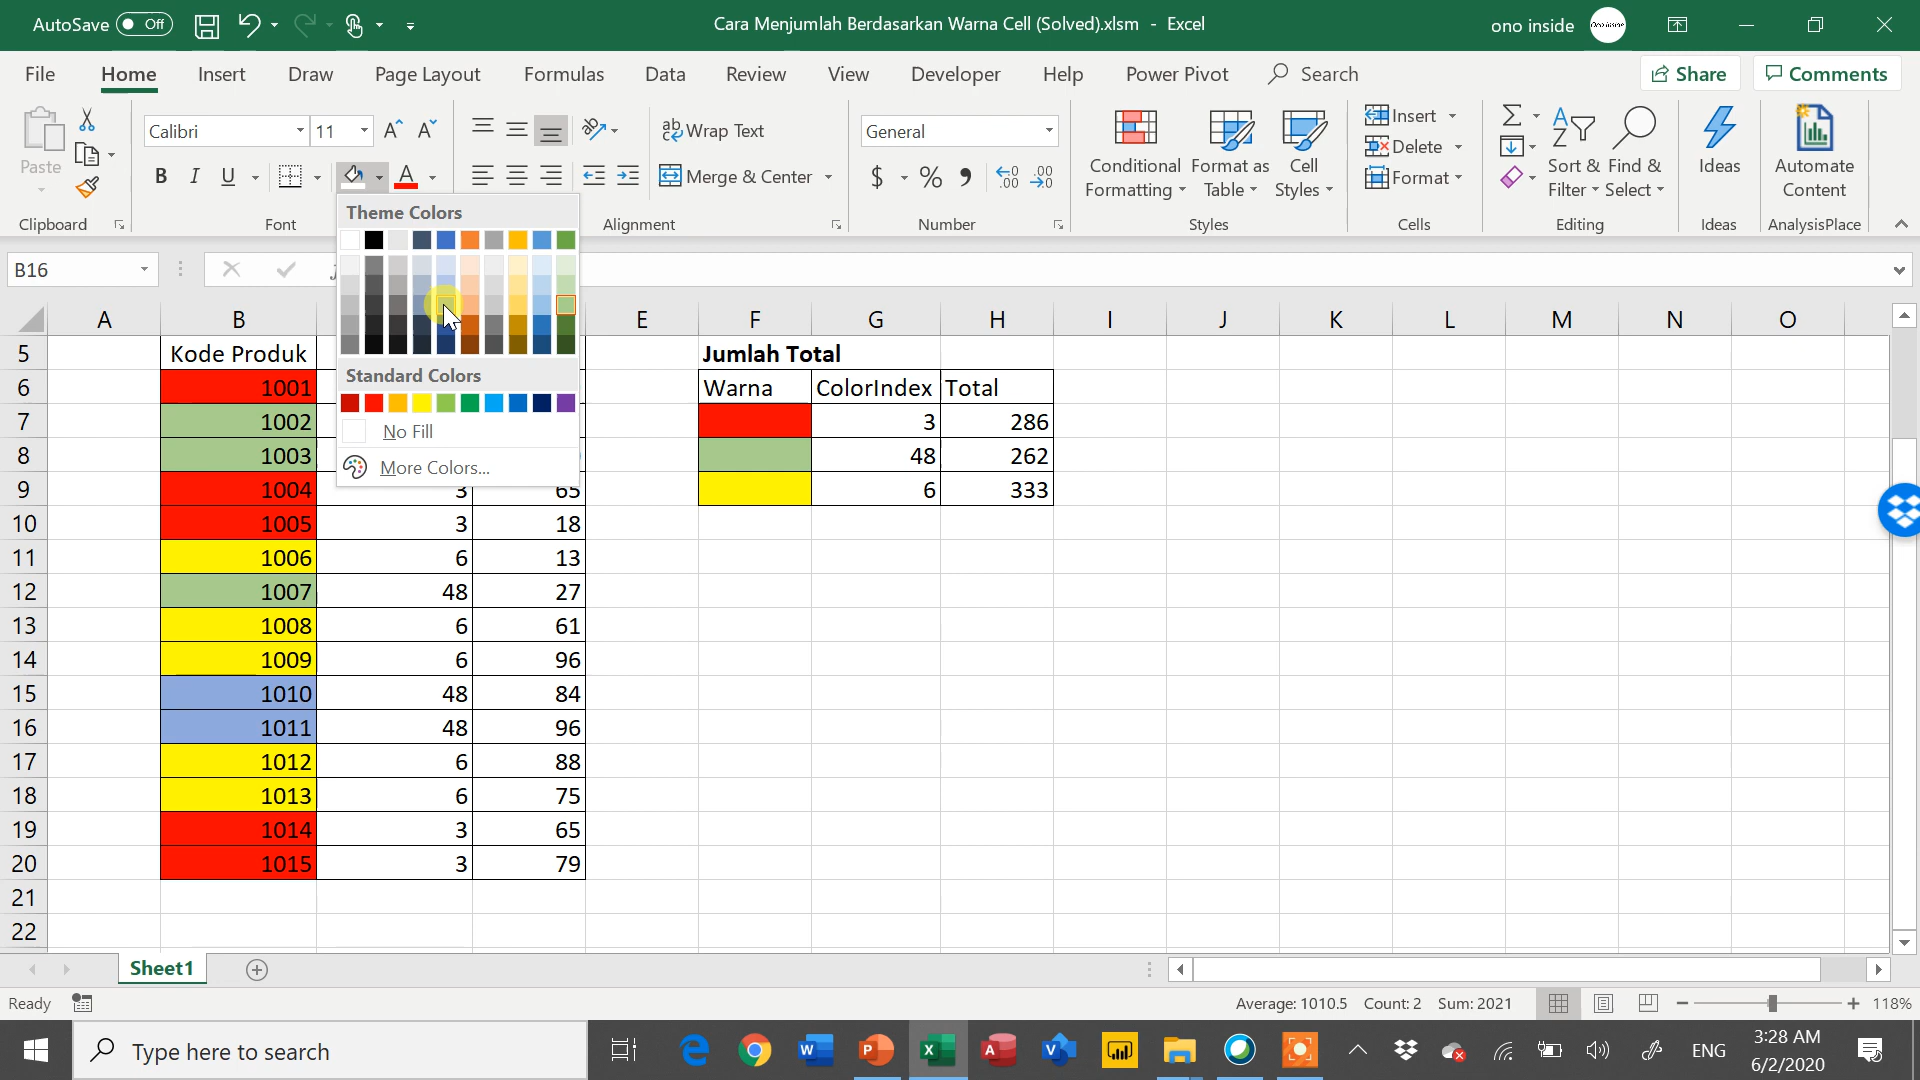 AutoSave Off
Cara Menjumlah Berdasarkan Warna Cell (Solved).xlsm - Excel
ono inside
File Home Insert Draw Page Layout Formulas Data Review View Developer Help Power Pivot Search Share Comments
Paste
Clipboard
Calibri 11
B I U A
Font
ab Wrap Text
Merge & Center
Alignment
General
$ % 9 .00 .00
Number
Conditional Formatting
Format as Table
Cell Styles
Styles
Insert
Delete
Format
Cells
Sort & Filter
Find & Select
Editing
Ideas
Ideas
Automate Content
AnalysisPlace
B16
Theme Colors
Standard Colors
No Fill
More Colors...
A B E F G H I J K L M N O
5 Kode Produk Jumlah Total
6 1001 Warna ColorIndex Total
7 1002 3 286
8 1003 48 262
9 1004 3 65 6 333
10 1005 3 18
11 1006 6 13
12 1007 48 27
13 1008 6 61
14 1009 6 96
15 1010 48 84
16 1011 48 96
17 1012 6 88
18 1013 6 75
19 1014 3 65
20 1015 3 79
21
22
Sheet1
Ready
Average: 1010.5 Count: 2 Sum: 2021
118%
Type here to search
ENG
3:28 AM
6/2/2020